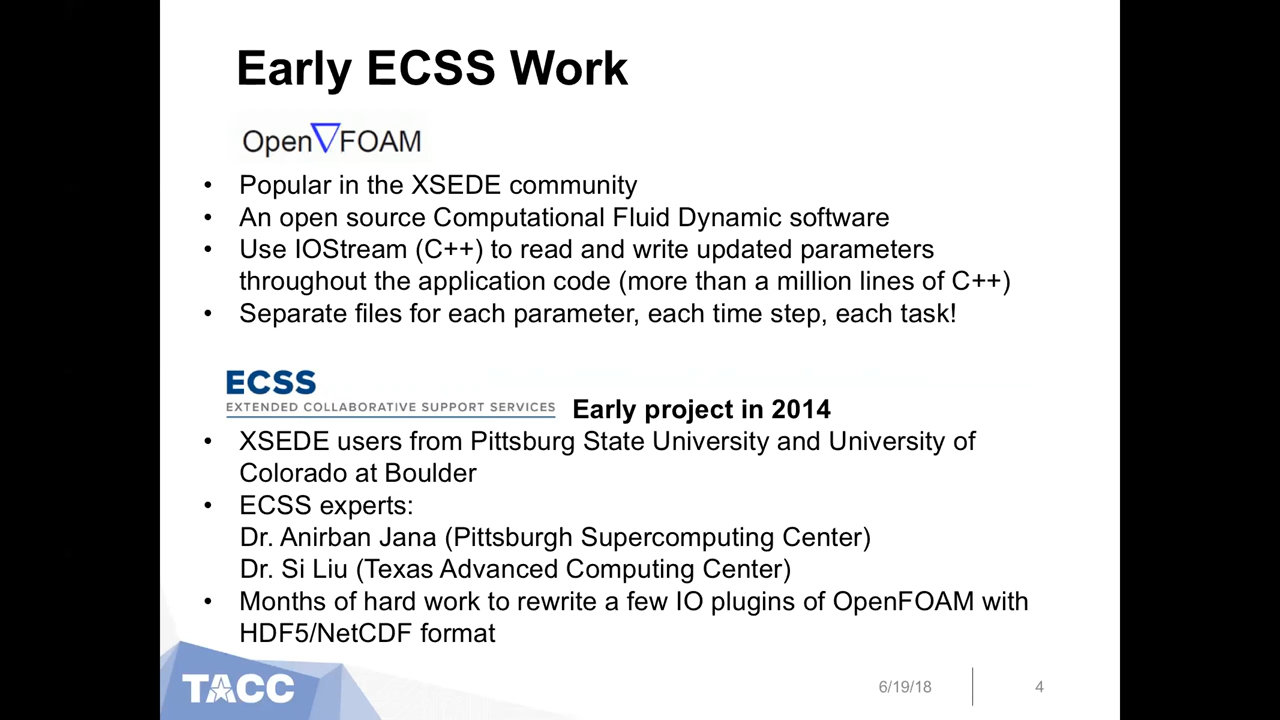 Early ECSS Work
Open∇FOAM
• Popular in the XSEDE community
• An open source Computational Fluid Dynamic software
• Use IOStream (C++) to read and write updated parameters
throughout the application code (more than a million lines of C++)
• Separate files for each parameter, each time step, each task!
ECSS
EXTENDED COLLABORATIVE SUPPORT SERVICES Early project in 2014
• XSEDE users from Pittsburg State University and University of
Colorado at Boulder
• ECSS experts:
Dr. Anirban Jana (Pittsburgh Supercomputing Center)
Dr. Si Liu (Texas Advanced Computing Center)
• Months of hard work to rewrite a few IO plugins of OpenFOAM with
HDF5/NetCDF format
TACC 6/19/18 4